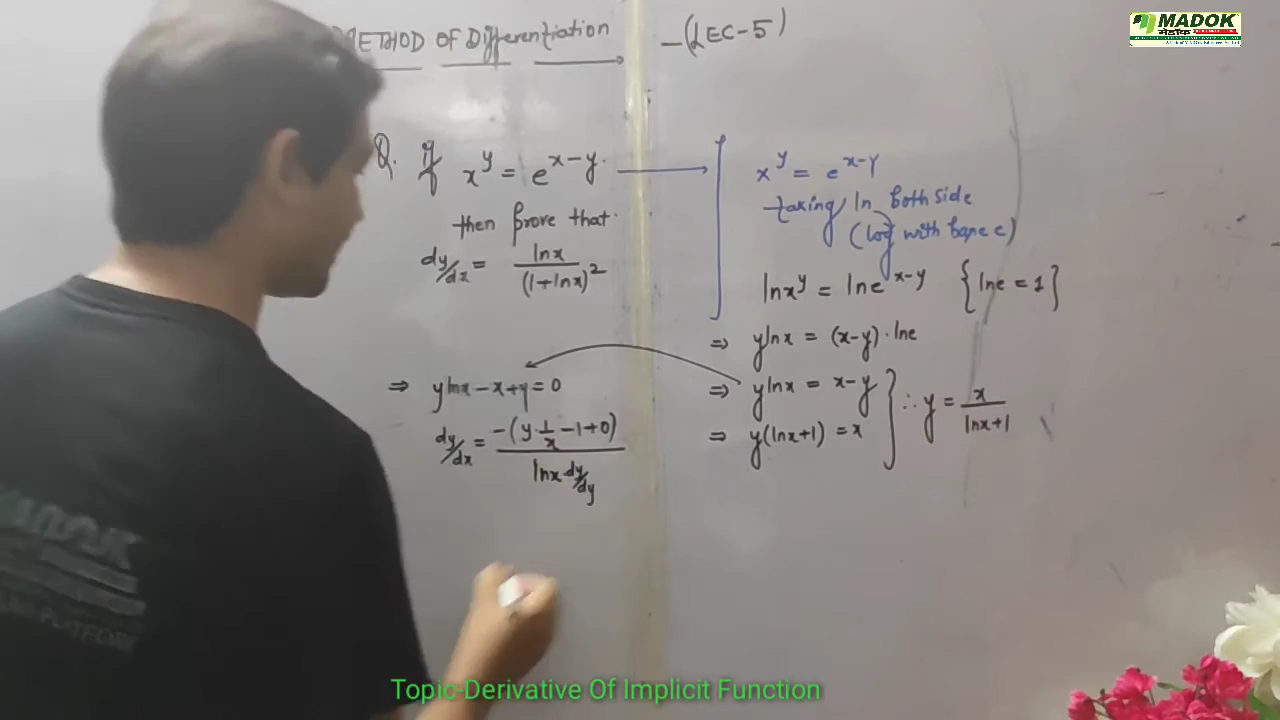 METHOD OF Differentiation - (LEC-5)
MADOK
Q. If x^y = e^{x-y}.
then prove that.
dy/dx = lnx/(1+lnx)^2
x^y = e^{x-y}
taking ln both side
(log with base e)
lnx^y = lne^{x-y} {lne = 1}
⇒ ylnx = (x-y)·lne
⇒ ylnx = x-y
⇒ y(lnx+1) = x
∴ y = x/(lnx+1)
⇒ ylnx - x + y = 0
dy/dx = -(y·1/x - 1 + 0)/(lnx·dy/dy
PLATFORM
Topic-Derivative Of Implicit Function